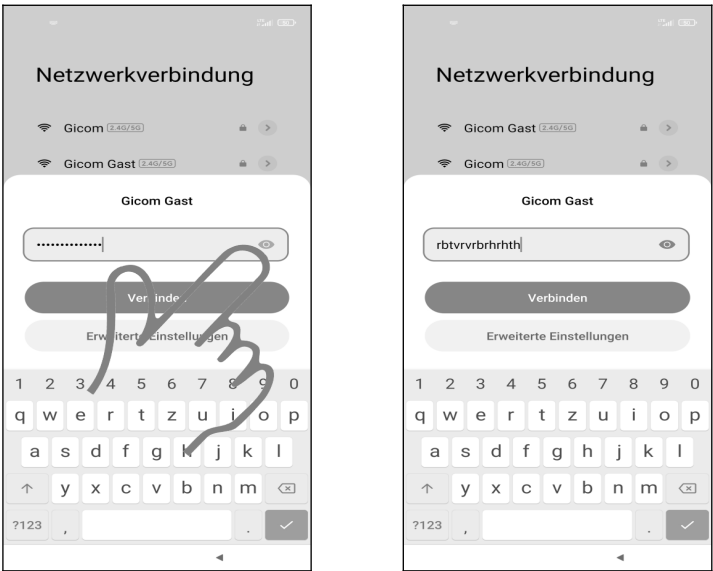 Netzwerkverbindung
Gicom 2.4G/5G
Gicom Gast 2.4G/5G
Gicom Gast
••••••••••••••
Verbinden
Erweiterte Einstellungen
1 2 3 4 5 6 7 8 9 0
q w e r t z u i o p
a s d f g h j k l
y x c v b n m
?123 , .
Netzwerkverbindung
Gicom Gast 2.4G/5G
Gicom 2.4G/5G
Gicom Gast
rbtvrvrbrhrhth
Verbinden
Erweiterte Einstellungen
1 2 3 4 5 6 7 8 9 0
q w e r t z u i o p
a s d f g h j k l
y x c v b n m
?123 , .